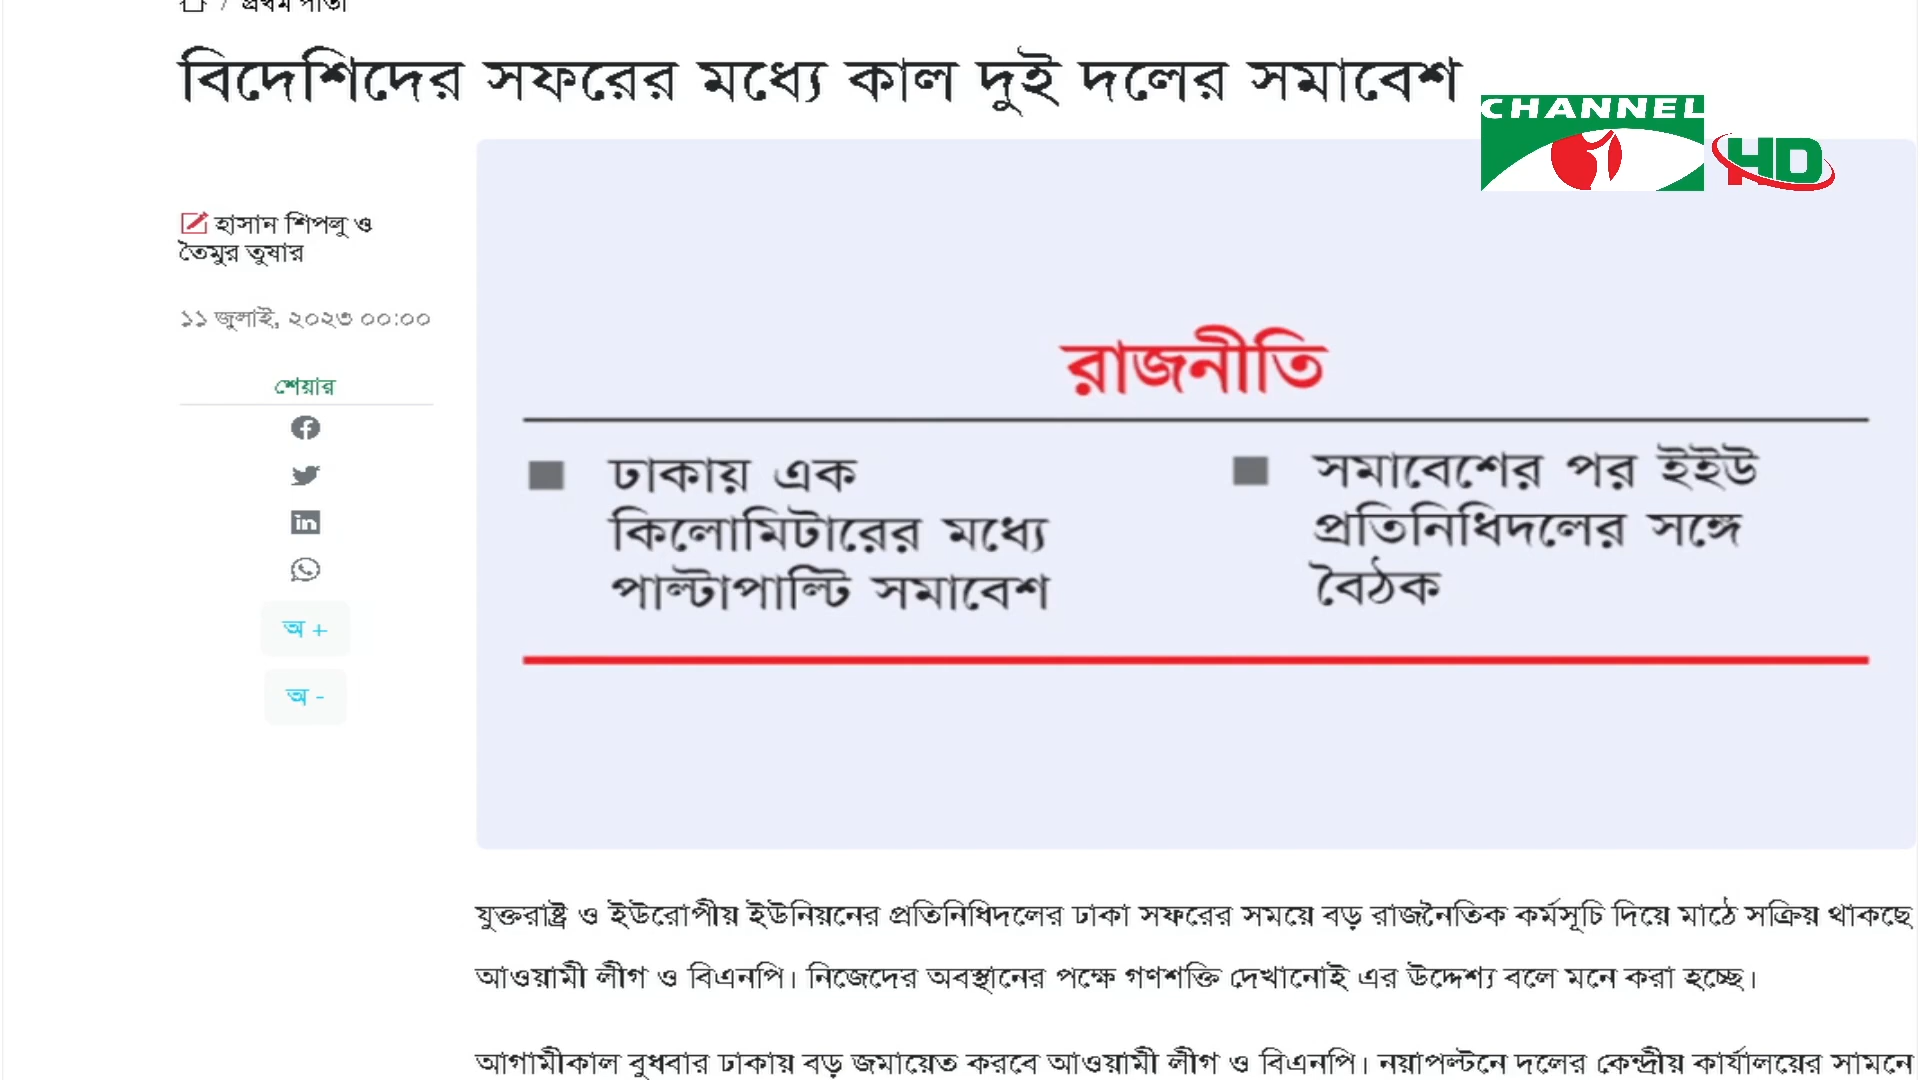 / প্রথম পাতা
বিদেশিদের সফরের মধ্যে কাল দুই দলের সমাবেশ
CHANNEL
HD
হাসান শিপলু ও
তৈমুর তুষার
১১ জুলাই, ২০২৩ ০০:০০
শেয়ার
অ +
অ -
রাজনীতি
ঢাকায় এক
কিলোমিটারের মধ্যে
পাল্টাপাল্টি সমাবেশ
সমাবেশের পর ইইউ
প্রতিনিধিদলের সঙ্গে
বৈঠক
যুক্তরাষ্ট্র ও ইউরোপীয় ইউনিয়নের প্রতিনিধিদলের ঢাকা সফরের সময়ে বড় রাজনৈতিক কর্মসূচি দিয়ে মাঠে সক্রিয় থাকছে
আওয়ামী লীগ ও বিএনপি। নিজেদের অবস্থানের পক্ষে গণশক্তি দেখানোই এর উদ্দেশ্য বলে মনে করা হচ্ছে।
আগামীকাল বুধবার ঢাকায় বড় জমায়েত করবে আওয়ামী লীগ ও বিএনপি। নয়াপল্টনে দলের কেন্দ্রীয় কার্যালয়ের সামনে